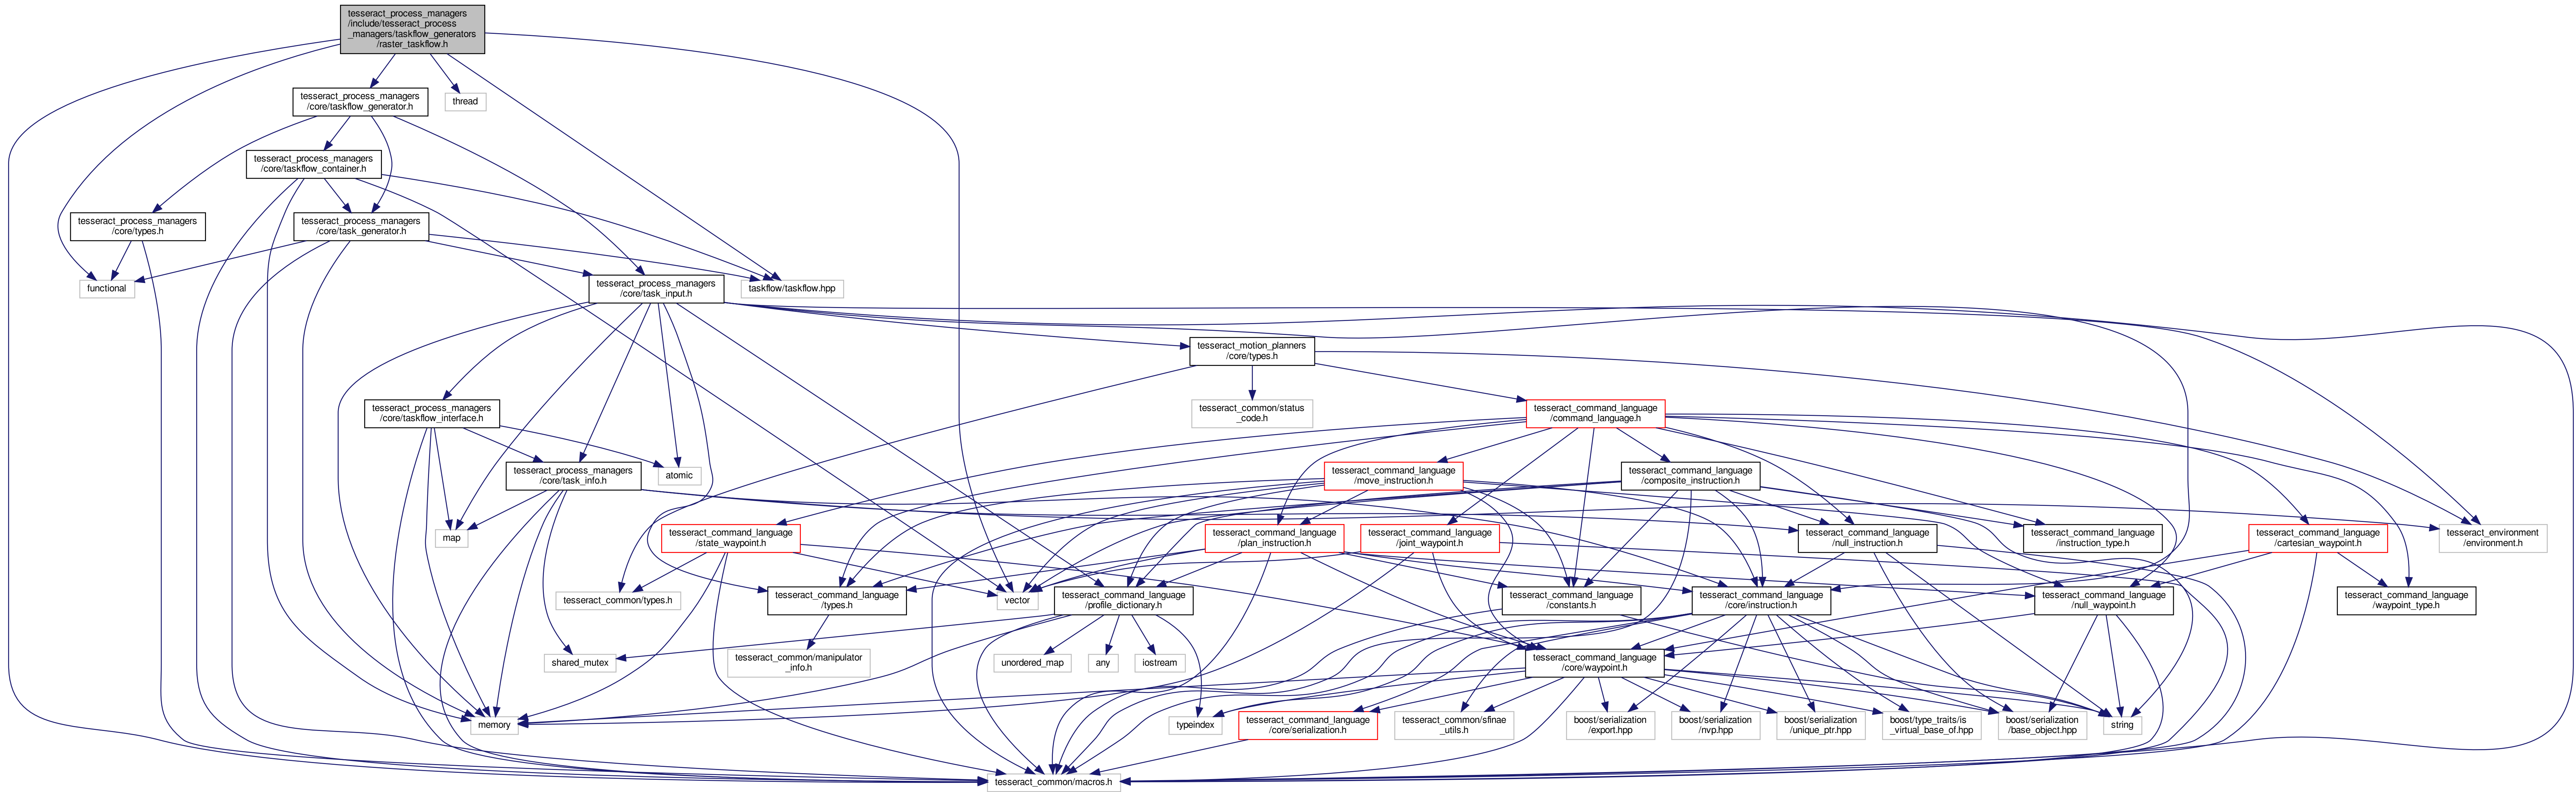 tesseract_process_managers
/include/tesseract_process
_managers/taskflow_generators
/raster_taskflow.h
tesseract_process_managers
/core/taskflow_generator.h
thread
tesseract_process_managers
/core/taskflow_container.h
tesseract_process_managers
/core/types.h
tesseract_process_managers
/core/task_generator.h
functional
tesseract_process_managers
/core/task_input.h
taskflow/taskflow.hpp
tesseract_motion_planners
/core/types.h
tesseract_process_managers
/core/taskflow_interface.h
tesseract_common/status
_code.h
tesseract_command_language
/command_language.h
tesseract_process_managers
/core/task_info.h
atomic
tesseract_command_language
/move_instruction.h
tesseract_command_language
/composite_instruction.h
map
tesseract_command_language
/state_waypoint.h
tesseract_command_language
/plan_instruction.h
tesseract_command_language
/joint_waypoint.h
tesseract_command_language
/null_instruction.h
tesseract_command_language
/instruction_type.h
tesseract_command_language
/cartesian_waypoint.h
tesseract_environment
/environment.h
tesseract_common/types.h
tesseract_command_language
/types.h
vector
tesseract_command_language
/profile_dictionary.h
tesseract_command_language
/constants.h
tesseract_command_language
/core/instruction.h
tesseract_command_language
/null_waypoint.h
tesseract_command_language
/waypoint_type.h
shared_mutex
tesseract_common/manipulator
_info.h
unordered_map
any
iostream
tesseract_command_language
/core/waypoint.h
memory
typeindex
tesseract_command_language
/core/serialization.h
tesseract_common/sfinae
_utils.h
boost/serialization
/export.hpp
boost/serialization
/nvp.hpp
boost/serialization
/unique_ptr.hpp
boost/type_traits/is
_virtual_base_of.hpp
boost/serialization
/base_object.hpp
string
tesseract_common/macros.h